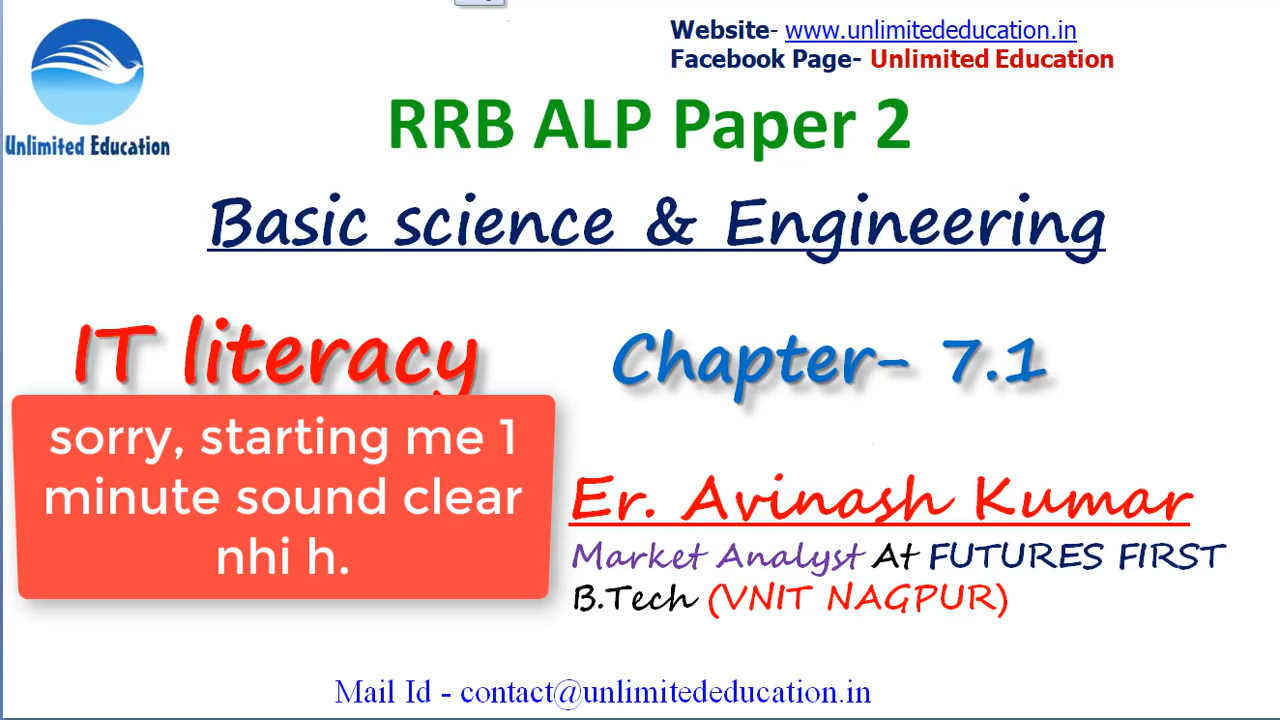 Website- www.unlimitededucation.in
Facebook Page- Unlimited Education
Unlimited Education
RRB ALP Paper 2
Basic science & Engineering
IT literacy
Chapter- 7.1
sorry, starting me 1
minute sound clear
nhi h.
Er. Avinash Kumar
Market Analyst At FUTURES FIRST
B.Tech (VNIT NAGPUR)
Mail Id - contact@unlimitededucation.in